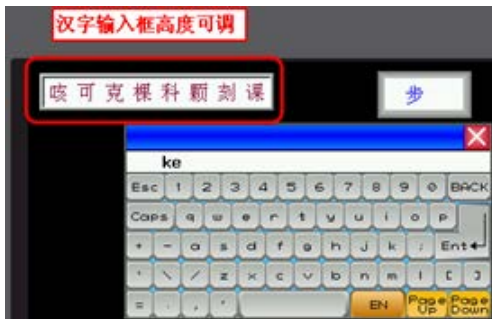 汉字输入框高度可调
咳可克棵科颗刻课
步
ke
Esc 1 2 3 4 5 6 7 8 9 0 BACK
Caps q w e r t y u i o p
+ - a s d f g h j k ; Ent
' \ / z x c v b n m ! [ ]
= . , " EN Page Up Page Down